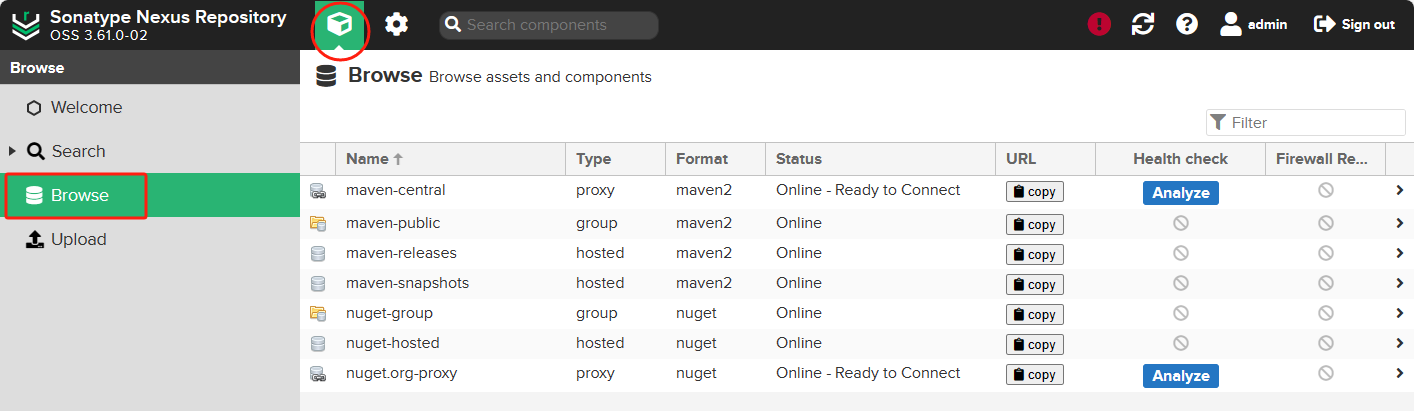 Sonatype Nexus Repository
OSS 3.61.0-02
Search components
admin
Sign out
Browse
Welcome
Search
Browse
Upload
Browse Browse assets and components
Filter
Name Type Format Status URL Health check Firewall Re...
maven-central proxy maven2 Online - Ready to Connect copy Analyze
maven-public group maven2 Online copy
maven-releases hosted maven2 Online copy
maven-snapshots hosted maven2 Online copy
nuget-group group nuget Online copy
nuget-hosted hosted nuget Online copy
nuget.org-proxy proxy nuget Online - Ready to Connect copy Analyze